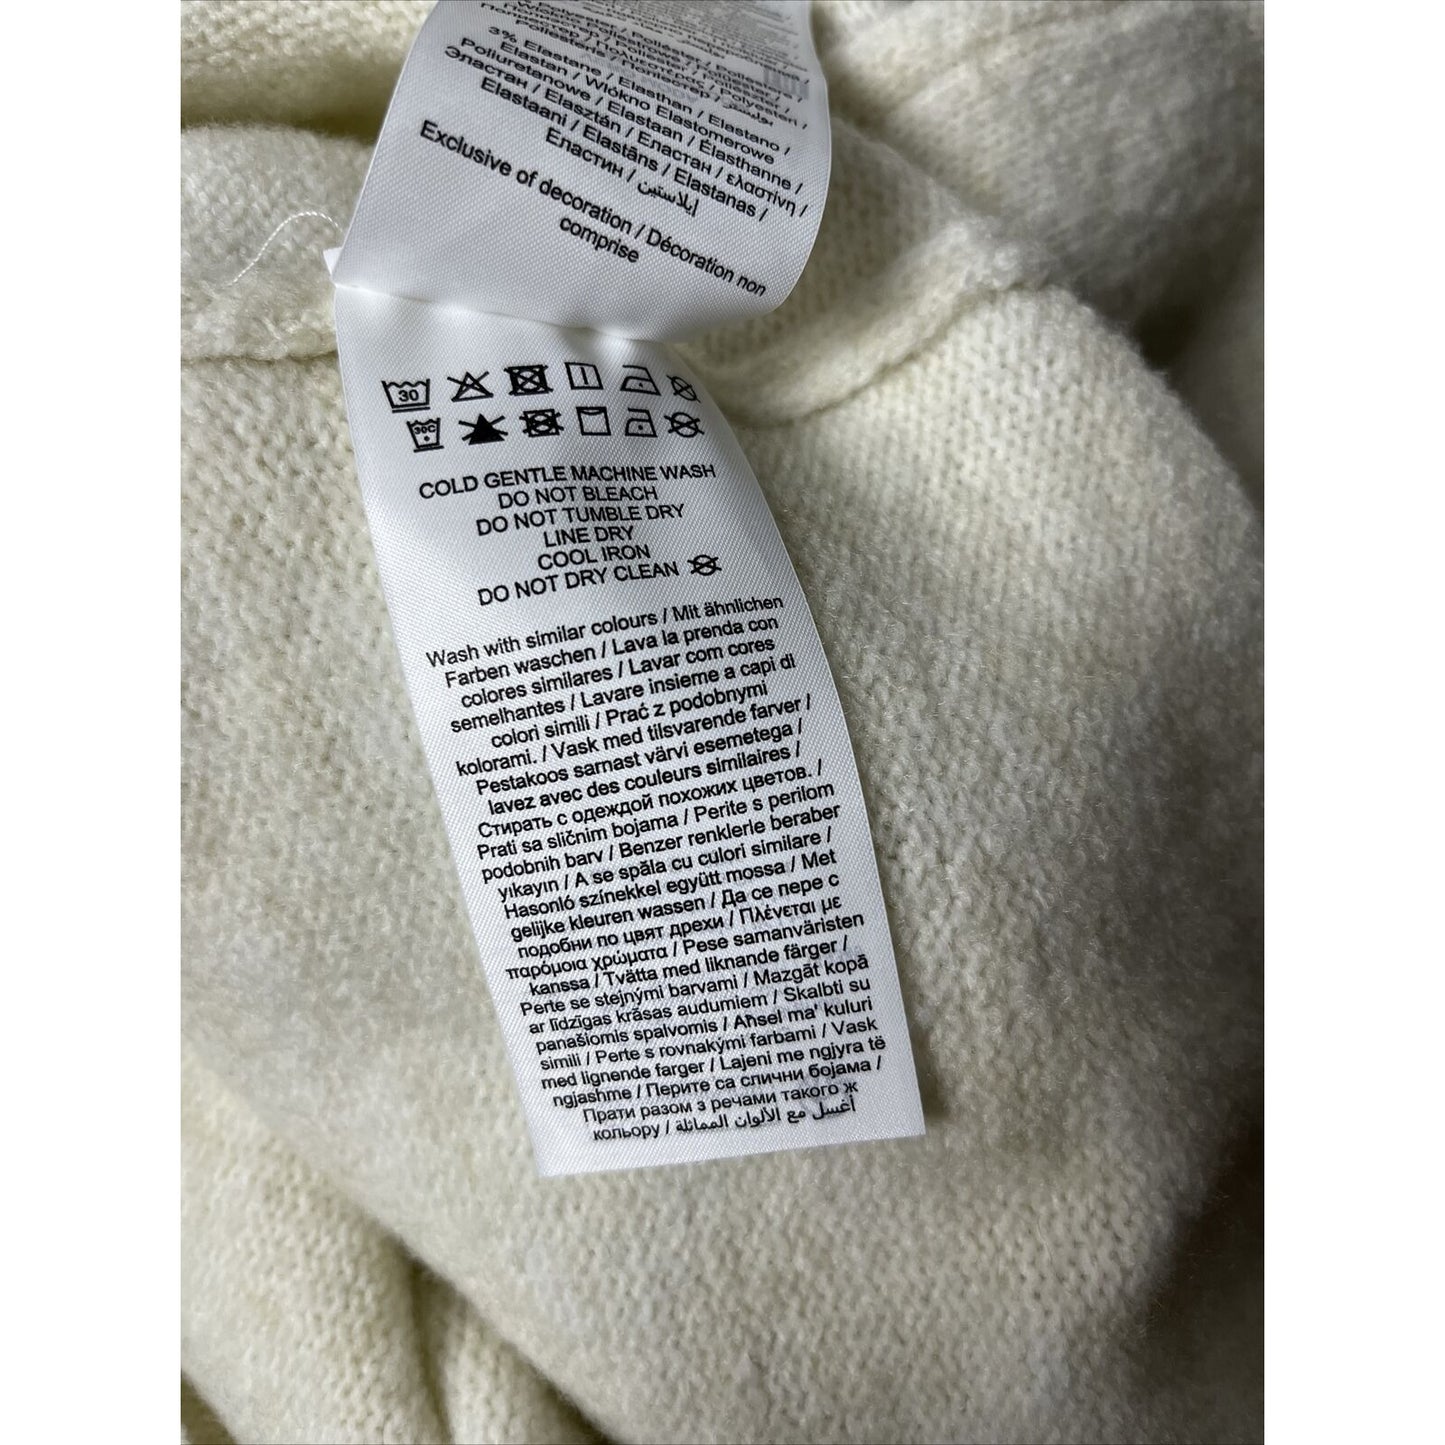 3% Elastane / Elasthan / Elastano /
Elastan / Włókno Elastomerowe /
Poliuretanowe / Elastaan / Élasthanne /
Эластан / Elasztán / Еластан / ελαστίνη /
Elastaani / Elastāns / Elastanas /
Еластин / إيلاستين
Exclusive of decoration / Décoration non
comprise
30
30C
COLD GENTLE MACHINE WASH
DO NOT BLEACH
DO NOT TUMBLE DRY
LINE DRY
COOL IRON
DO NOT DRY CLEAN
Wash with similar colours / Mit ähnlichen
Farben waschen / Lava la prenda con
colores similares / Lavar com cores
semelhantes / Lavare insieme a capi di
colori simili / Prać z podobnymi
kolorami. / Vask med tilsvarende farver /
Pestakoos sarnast värvi esemetega /
lavez avec des couleurs similaires /
Стирать с одеждой похожих цветов. /
Prati sa sličnim bojama / Perite s perilom
podobnih barv / Benzer renklerle beraber
yıkayın / A se spăla cu culori similare /
Hasonló színekkel együtt mossa / Met
gelijke kleuren wassen / Да се пере с
подобни по цвят дрехи / Πλένεται με
παρόμοια χρώματα / Pese samanväristen
kanssa / Tvätta med liknande färger /
Perte se stejnými barvami / Mazgāt kopā
ar līdzīgas krāsas audumiem / Skalbti su
panašiomis spalvomis / Aħsel ma' kuluri
simili / Perte s rovnakými farbami / Vask
med lignende farger / Lajeni me ngjyra të
ngjashme / Перите са слични бојама /
Прати разом з речами такого ж
кольору / أغسل مع الألوان المماثلة